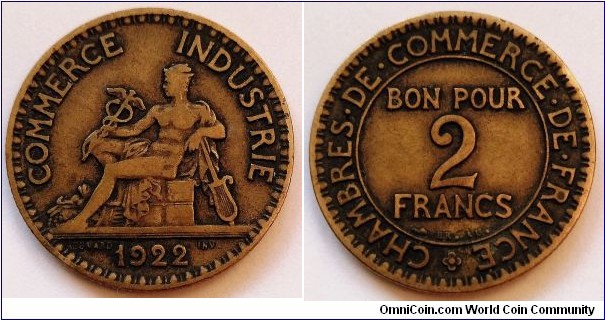 COMMERCE INDUSTRIE
1922
CHAMBRES·DE·COMMERCE·DE·FRANCE
BON POUR
2
FRANCS
OmniCoin.com World Coin Community